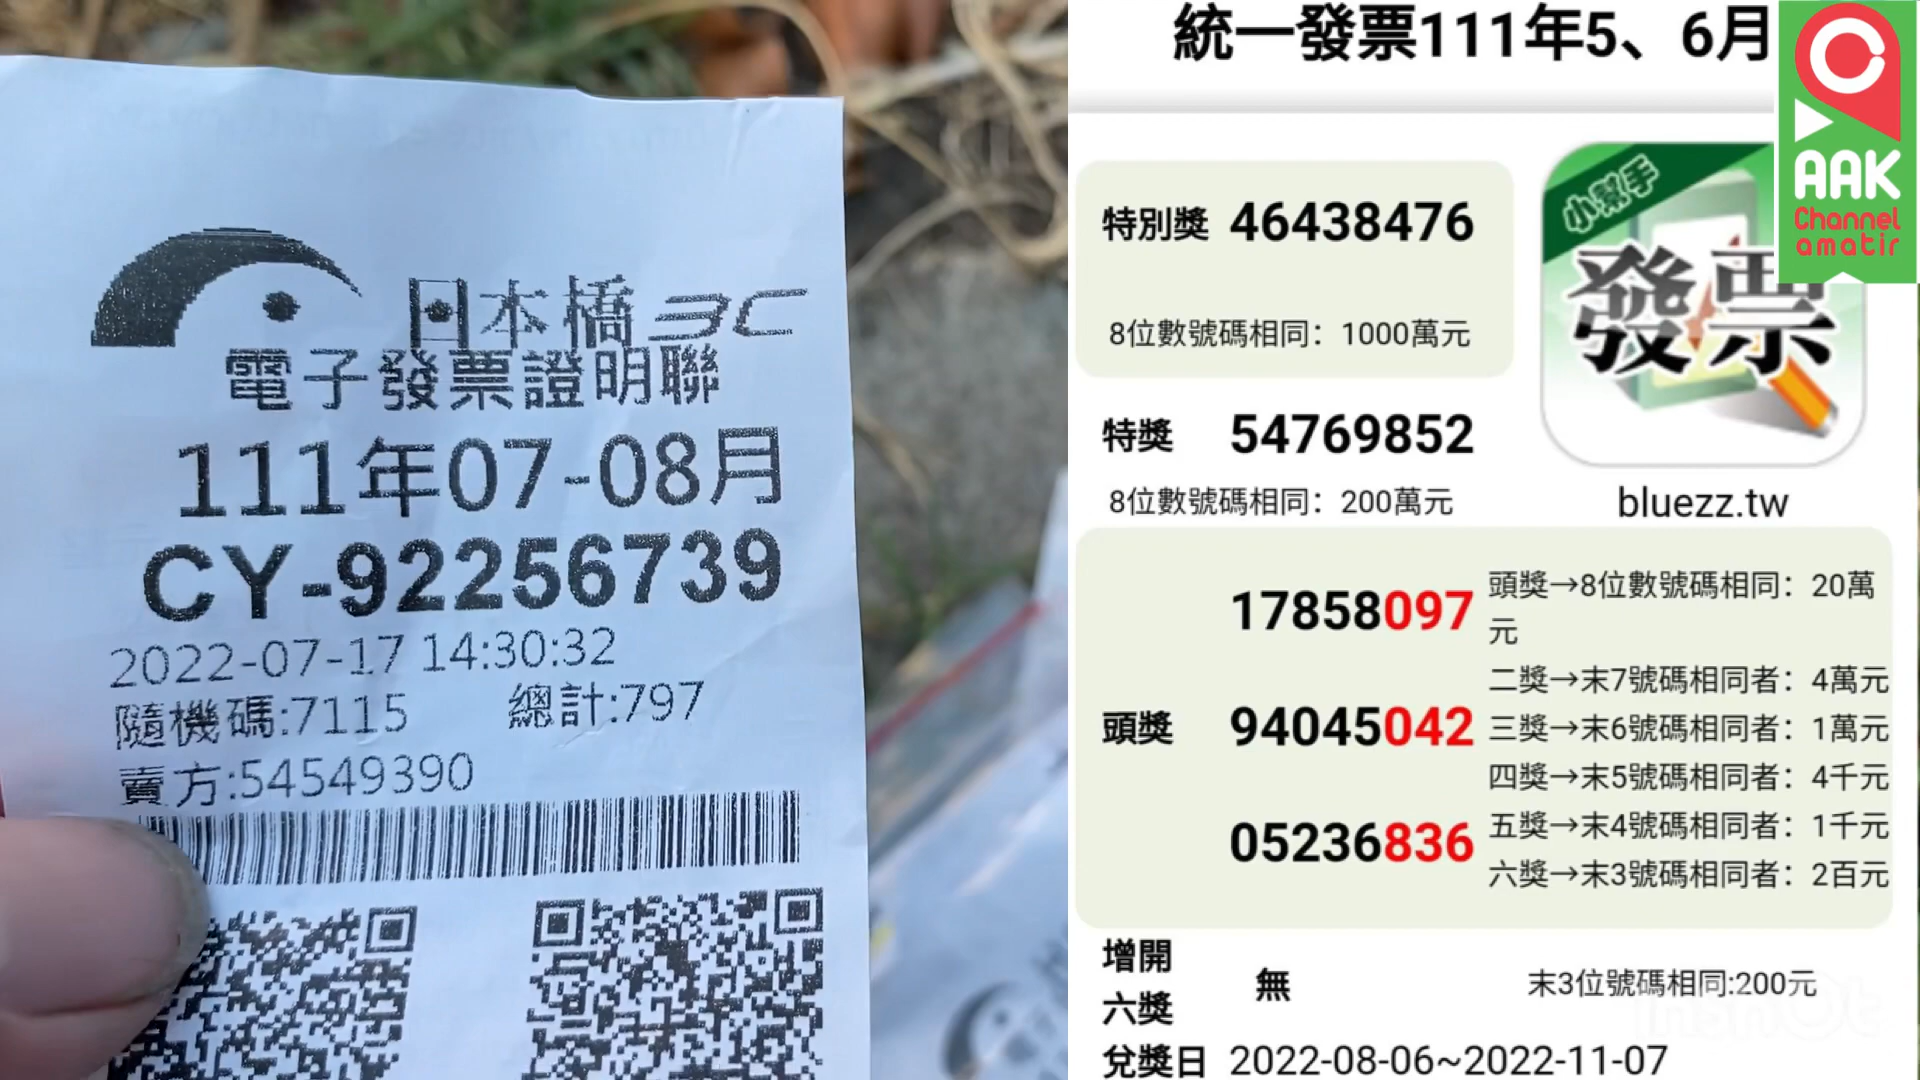 日本橋3C
電子發票證明聯
111年07-08月
CY-92256739
2022-07-17 14:30:32
隨機碼:7115 總計:797
賣方:54549390
統一發票111年5、6月
特別獎 46438476
8位數號碼相同：1000萬元
特獎 54769852
8位數號碼相同：200萬元
小幫手
發票
bluezz.tw
頭獎
17858097
94045042
05236836
頭獎→8位數號碼相同：20萬
元
二獎→末7號碼相同者：4萬元
三獎→末6號碼相同者：1萬元
四獎→末5號碼相同者：4千元
五獎→末4號碼相同者：1千元
六獎→末3號碼相同者：2百元
增開
六獎
無
末3位號碼相同:200元
兌獎日 2022-08-06~2022-11-07
AAK
Channel
amatir
InShOt